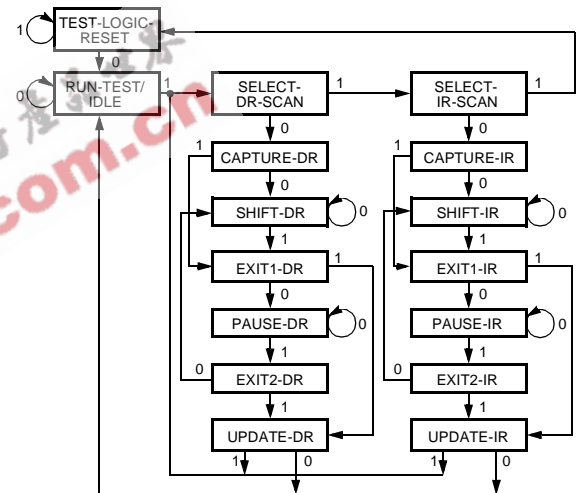 TEST-LOGIC-
RESET
1
0
RUN-TEST/
IDLE
0
1
SELECT-
DR-SCAN
1
SELECT-
IR-SCAN
1
0
0
1
CAPTURE-DR
1
CAPTURE-IR
0
0
SHIFT-DR
0
SHIFT-IR
0
1
1
EXIT1-DR
1
EXIT1-IR
1
0
0
PAUSE-DR
0
PAUSE-IR
0
1
1
0
EXIT2-DR
0
EXIT2-IR
1
1
UPDATE-DR
UPDATE-IR
1
0
1
0
com.cn